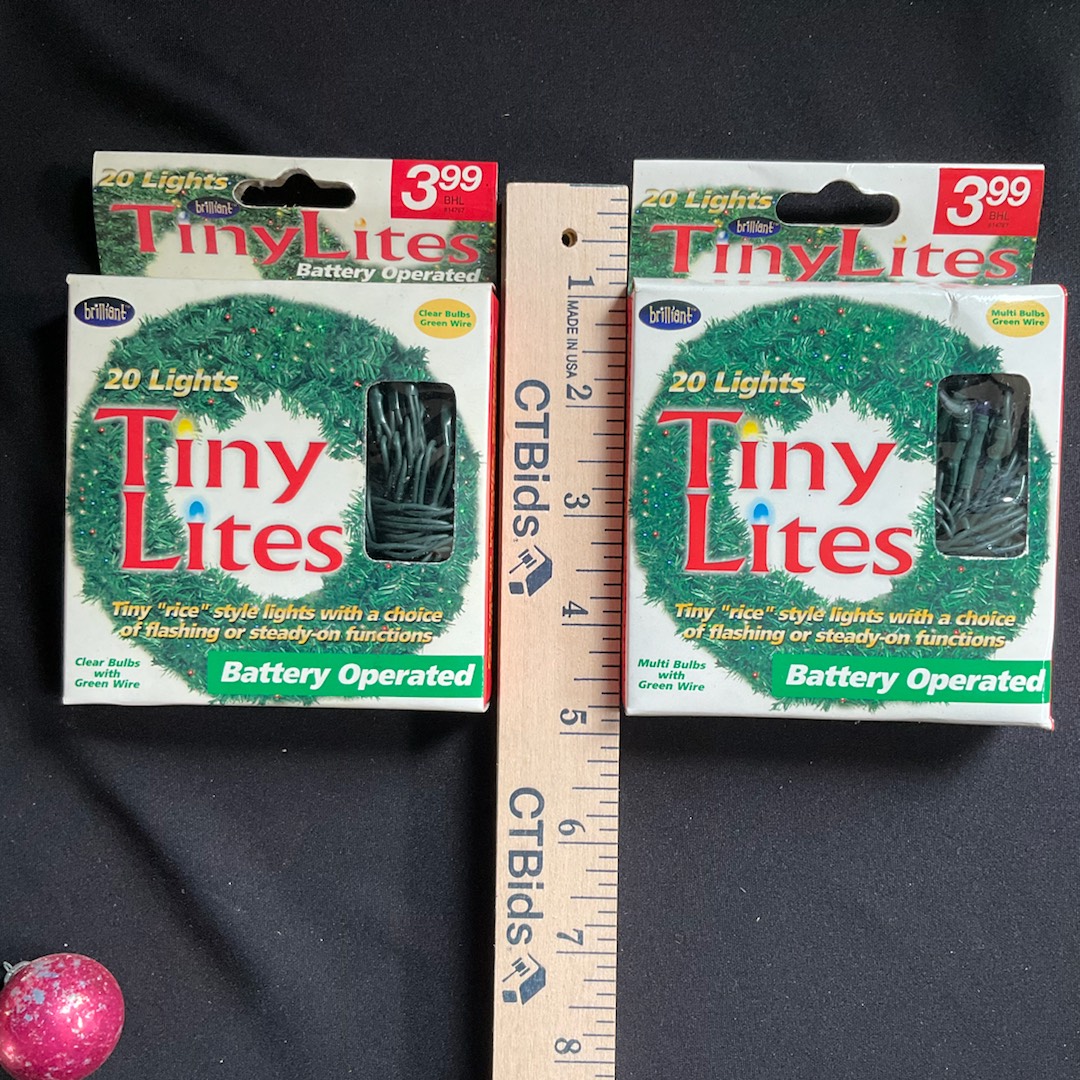 20 Lights
brilliant™
3 99
BHL
TinyLites
Battery Operated
brilliant™
Clear Bulbs
Green Wire
20 Lights
Tiny
Lites
Tiny "rice" style lights with a choice
of flashing or steady-on functions
Clear Bulbs
with
Green Wire
Battery Operated
1
MADE IN USA
2
CTBids
3
4
5
6
CTBids
7
8
20 Lights
brilliant™
3 99
BHL
TinyLites
brilliant™
Multi Bulbs
Green Wire
20 Lights
Tiny
Lites
Tiny "rice" style lights with a choice
of flashing or steady-on functions
Multi Bulbs
with
Green Wire
Battery Operated